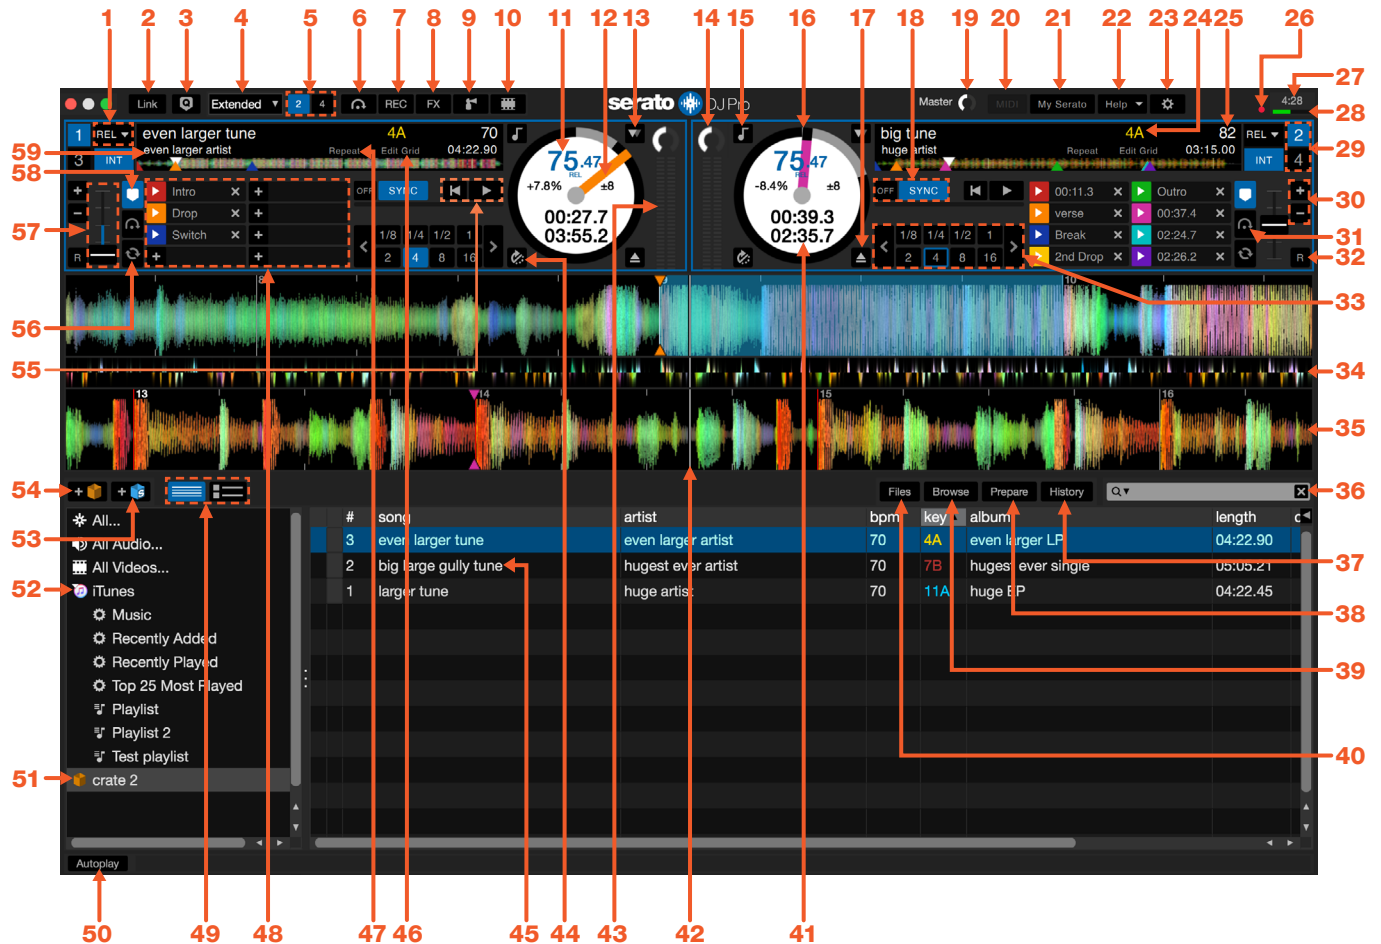 1 2 3 4 5 6 7 8 9 10 11 12 13 14 15 16 17 18 19 20 21 22 23 24 25 26
27
28
29
30
31
32
33
34
35
36
37
38
39
40
59
58
57
56
55
54
53
52
51
50 49 48 47 46 45 44 43 42 41
Link Extended ▼ 2 4 REC FX serato DJ Pro Master MIDI My Serato Help 4:28
1 REL even larger tune 4A 70
even larger artist Repeat Edit Grid 04:22.90
3 INT
+ Intro × + OFF SYNC
- Drop × +
Switch × + 1/8 1/4 1/2 1
R + 2 4 8 16
75.47
REL
+7.8% ±8
00:27.7
03:55.2
75.47
REL
-8.4% ±8
00:39.3
02:35.7
big tune 4A 82 REL 2
huge artist Repeat Edit Grid 03:15.00
INT 4
OFF SYNC 00:11.3 × Outro × +
verse × 00:37.4 × -
1/8 1/4 1/2 1 Break × 02:24.7 ×
2 4 8 16 2nd Drop × 02:26.2 × R
8 9 10
13 14 15 16
+ + Files Browse Prepare History
All...
All Audio...
All Videos...
iTunes
Music
Recently Added
Recently Played
Top 25 Most Played
Playlist
Playlist 2
Test playlist
crate 2
# song artist bpm key album length
3 even larger tune even larger artist 70 4A even larger LP 04:22.90
2 big large gully tune hugest ever artist 70 7B hugest ever single 05:05.21
1 larger tune huge artist 70 11A huge EP 04:22.45
Autoplay